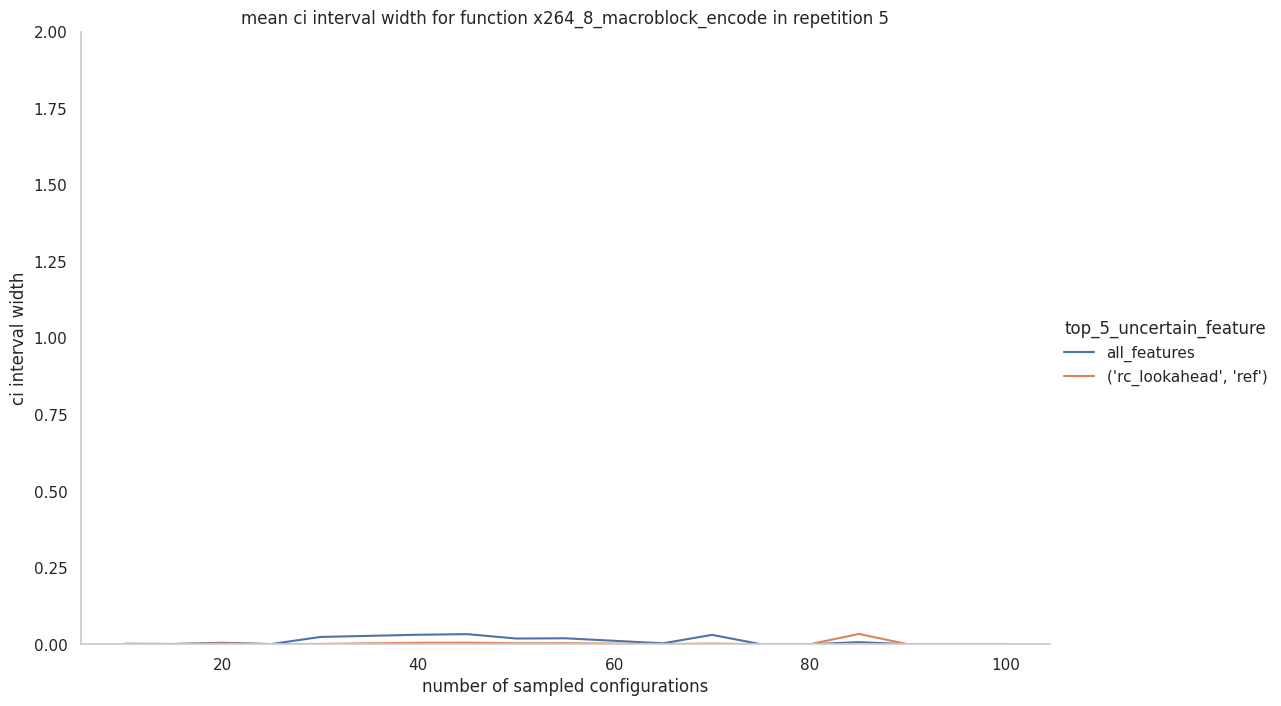 mean ci interval width for function x264_8_macroblock_encode in repetition 5
2.00
1.75
1.50
1.25
1.00
0.75
0.50
0.25
0.00
ci interval width
20
40
60
80
100
number of sampled configurations
top_5_uncertain_feature
all_features
('rc_lookahead', 'ref')